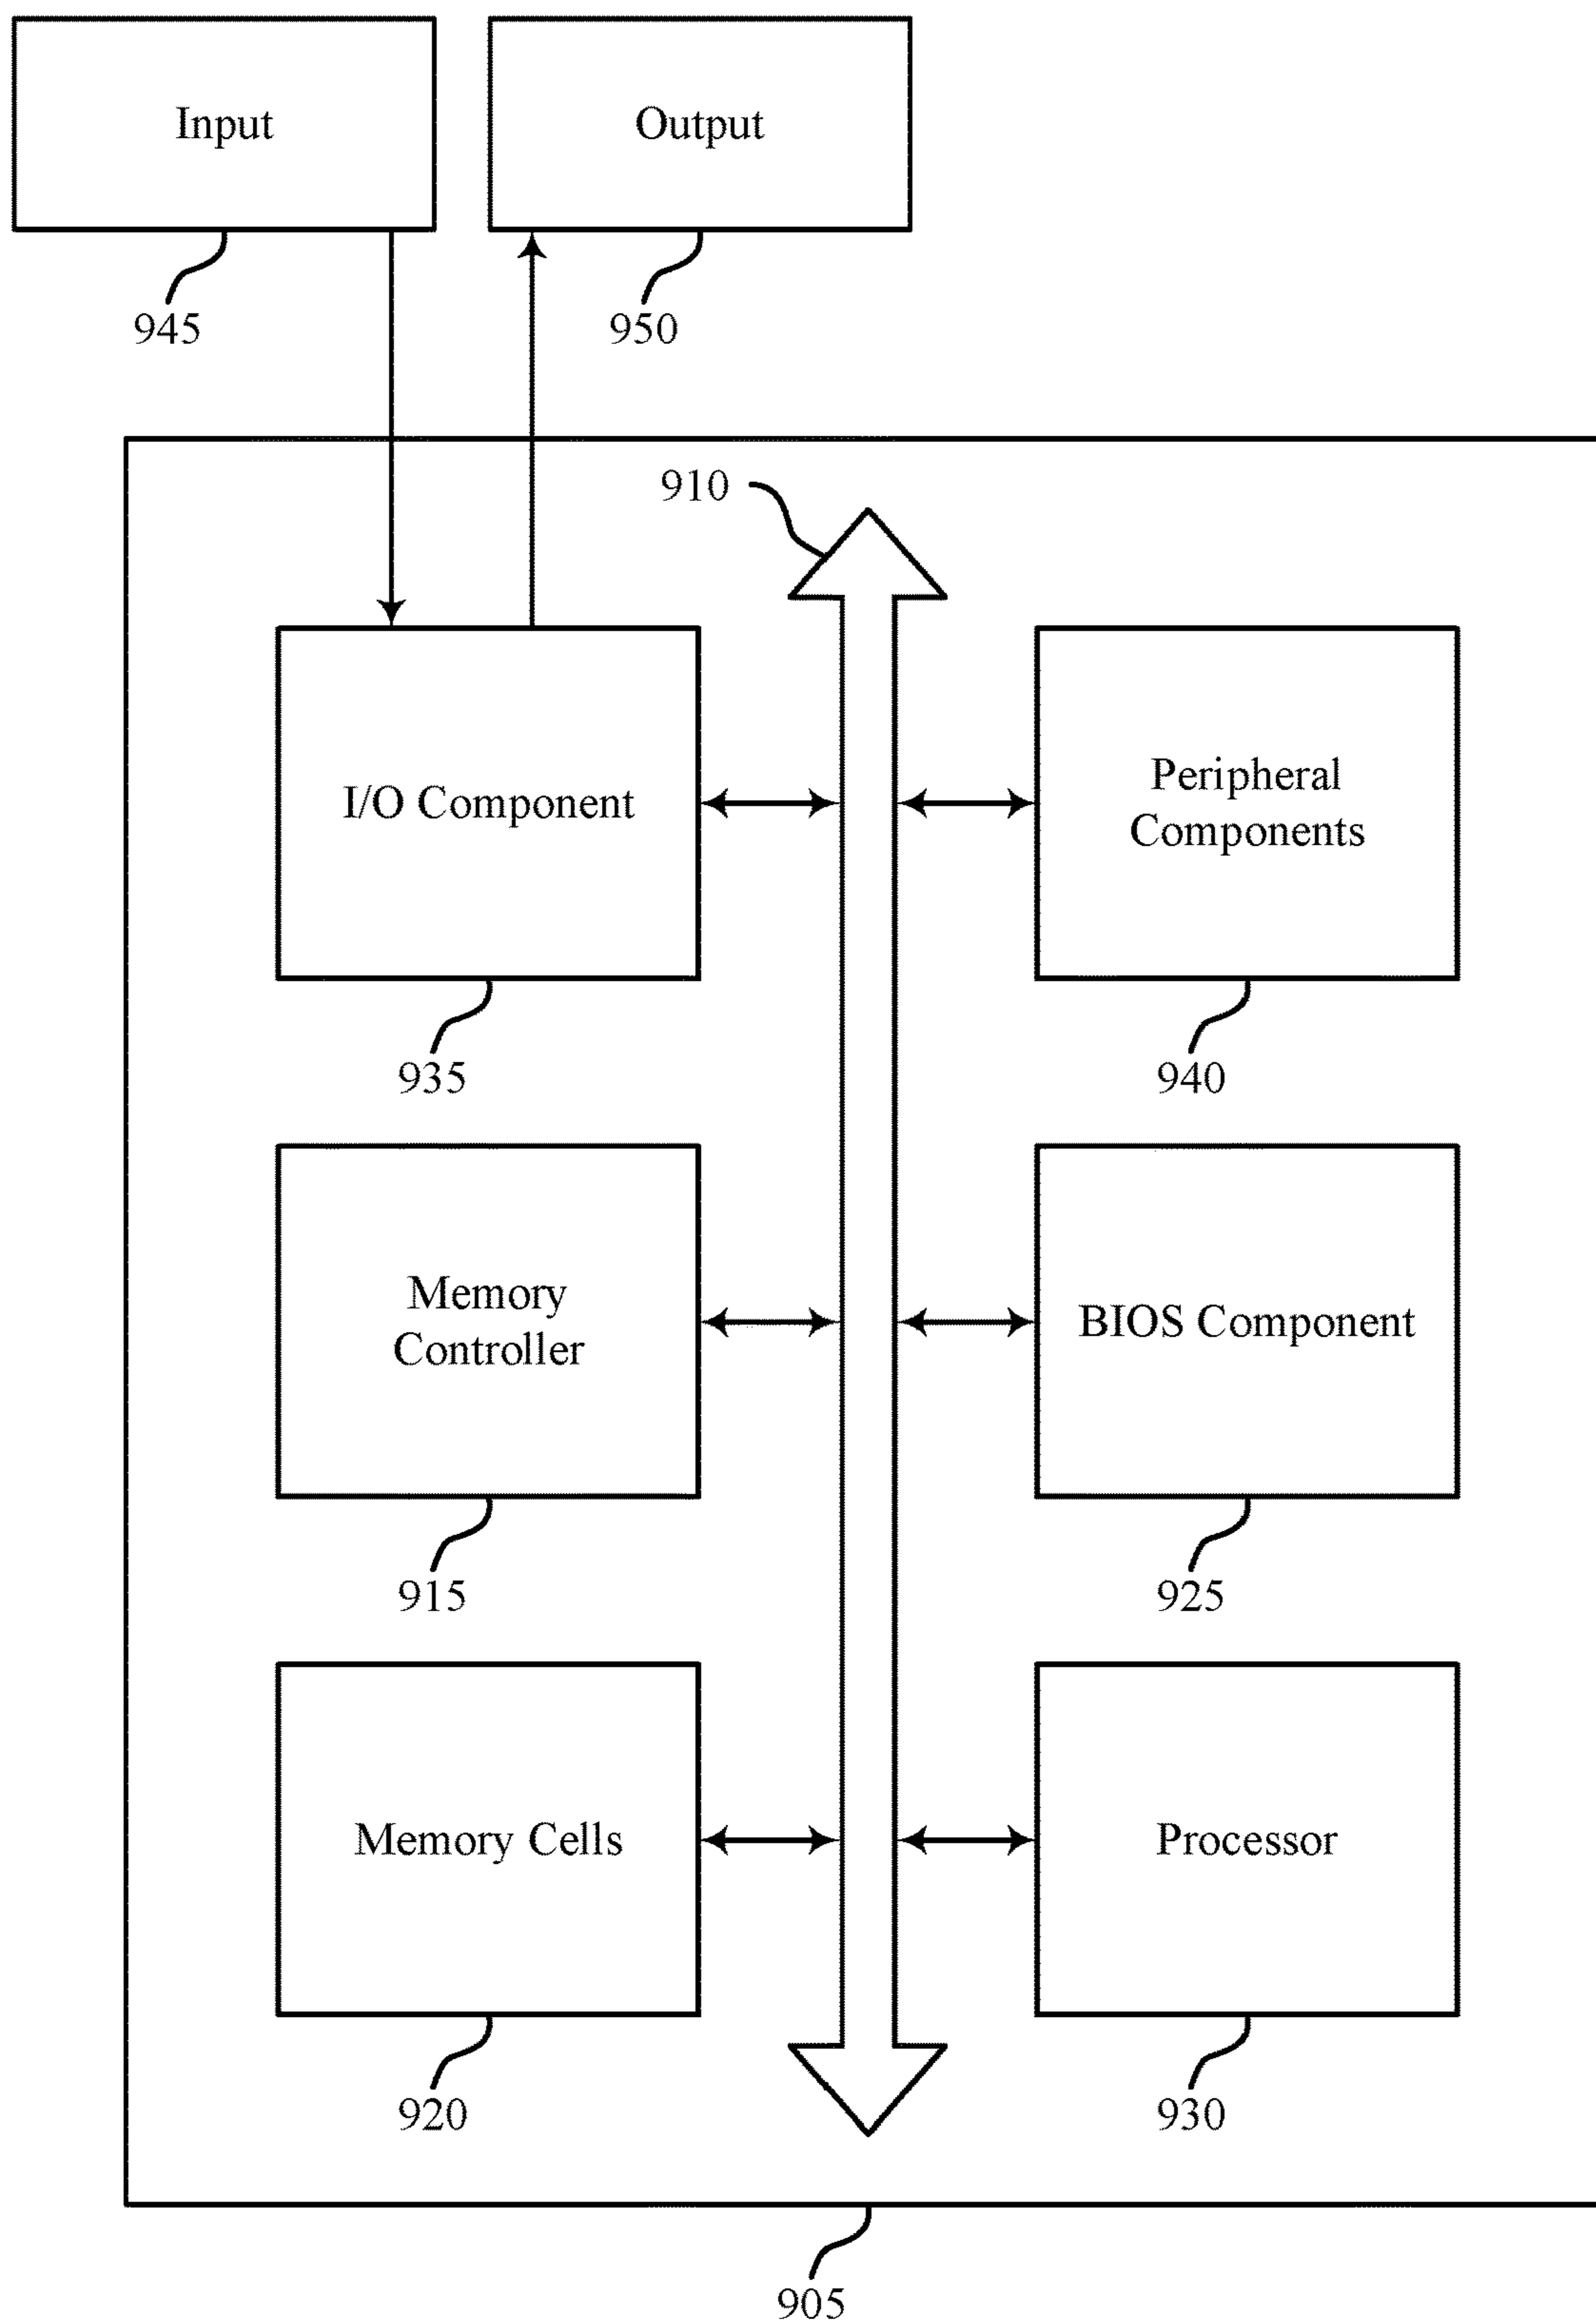 Input
Output
945
950
910
I/O Component
Peripheral
Components
935
940
Memory
Controller
BIOS Component
915
925
Memory Cells
Processor
920
930
905